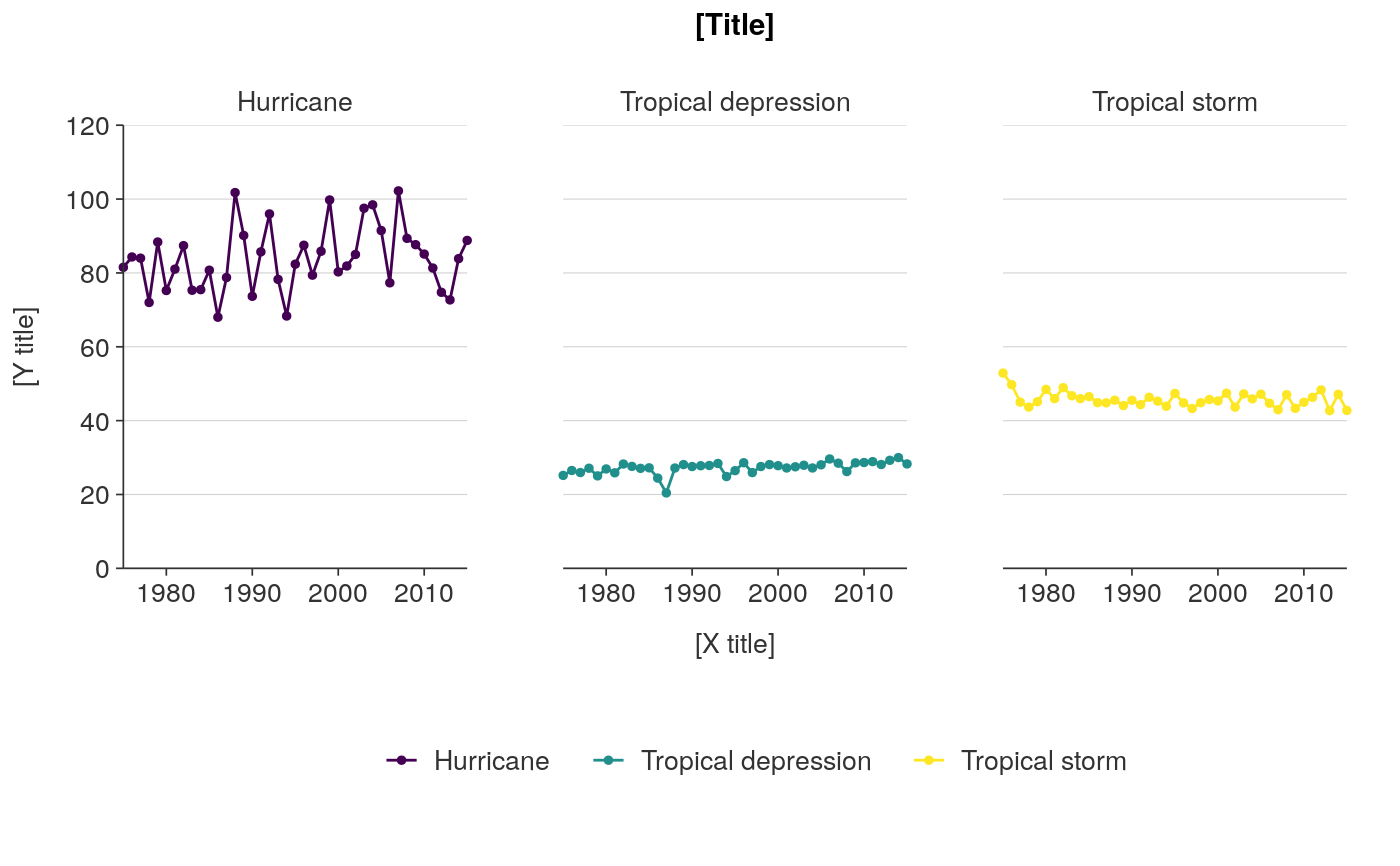 [Title]
Hurricane
Tropical depression
Tropical storm
[Y title]
120
100
80
60
40
20
0
1980 1990 2000 2010
1980 1990 2000 2010
1980 1990 2000 2010
[X title]
Hurricane Tropical depression Tropical storm